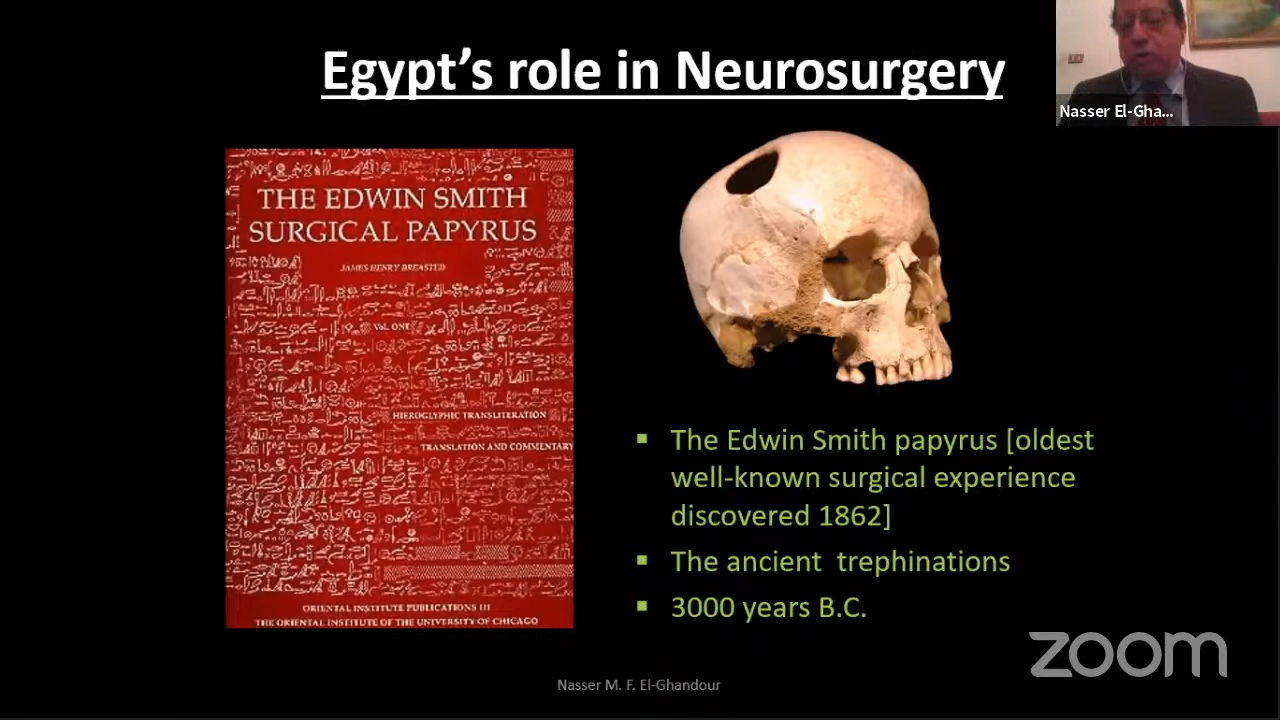 Egypt's role in Neurosurgery
Nasser El-Gha...
THE EDWIN SMITH
SURGICAL PAPYRUS
JAMES HENRY BREASTED
VOL. ONE
HIEROGLYPHIC TRANSLITERATION
TRANSLATION AND COMMENTARY
ORIENTAL INSTITUTE PUBLICATIONS III
THE ORIENTAL INSTITUTE OF THE UNIVERSITY OF CHICAGO
▪ The Edwin Smith papyrus [oldest
well-known surgical experience
discovered 1862]
▪ The ancient trephinations
▪ 3000 years B.C.
zoom
Nasser M. F. El-Ghandour